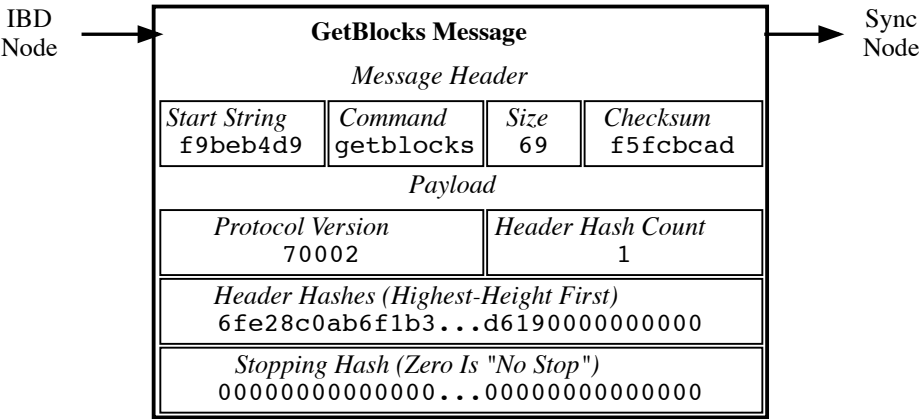 IBD
Node
GetBlocks Message
Sync
Node
Message Header
Start String Command Size Checksum
f9beb4d9 getblocks 69 f5fcbcad
Payload
Protocol Version Header Hash Count
70002 1
Header Hashes (Highest-Height First)
6fe28c0ab6f1b3...d6190000000000
Stopping Hash (Zero Is "No Stop")
00000000000000...00000000000000